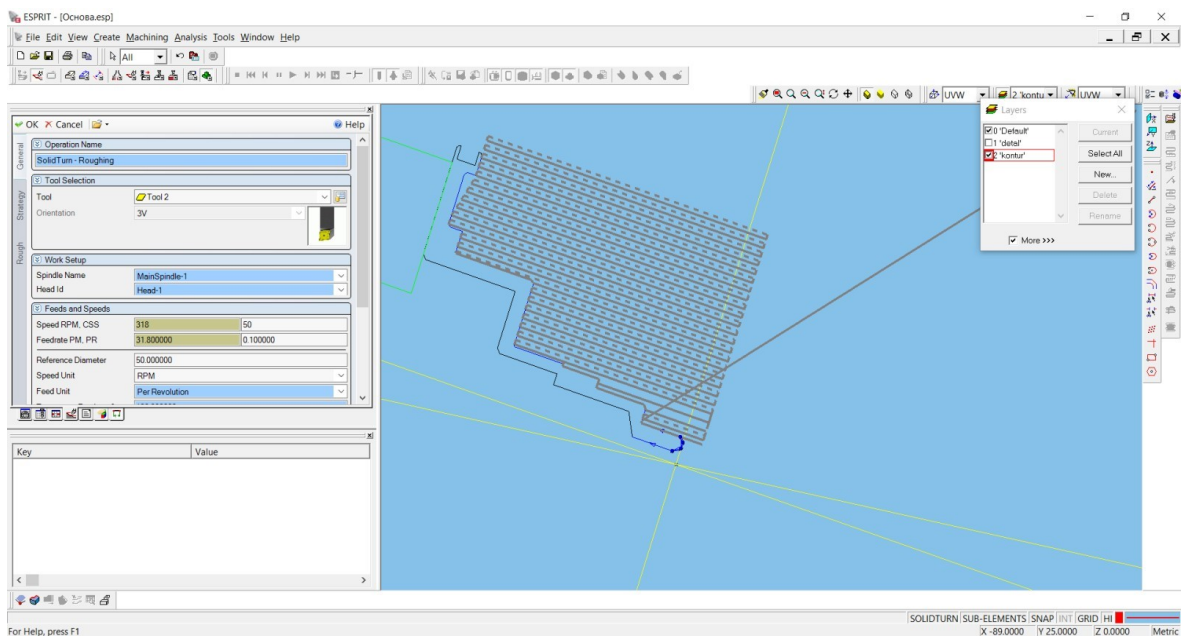 ESPRIT - [Основа.esp]
File Edit View Create Machining Analysis Tools Window Help
All
UVW 2 'kontu UVW
OK Cancel Help
General
Strategy
Rough
Operation Name
SolidTurn - Roughing
Tool Selection
Tool Tool 2
Orientation 3V
Work Setup
Spindle Name MainSpindle-1
Head Id Head-1
Feeds and Speeds
Speed RPM, CSS 318 50
Feedrate PM, PR 31.800000 0.100000
Reference Diameter 50.000000
Speed Unit RPM
Feed Unit Per Revolution
Key Value
Layers
0 'Default'
1 'detal'
2 'kontur'
Current
Select All
New...
Delete
Rename
More >>>
SOLIDTURN SUB-ELEMENTS SNAP INT GRID HI
For Help, press F1
X -89.0000 Y 25.0000 Z 0.0000 Metric